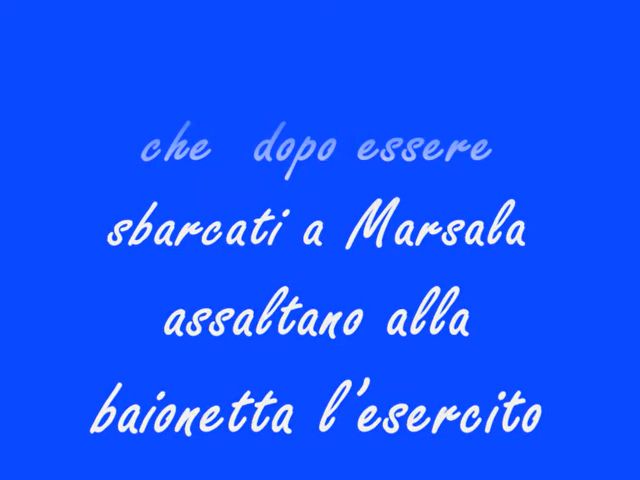 che dopo essere
sbarcati a Marsala
assaltano alla
baionetta l'esercito